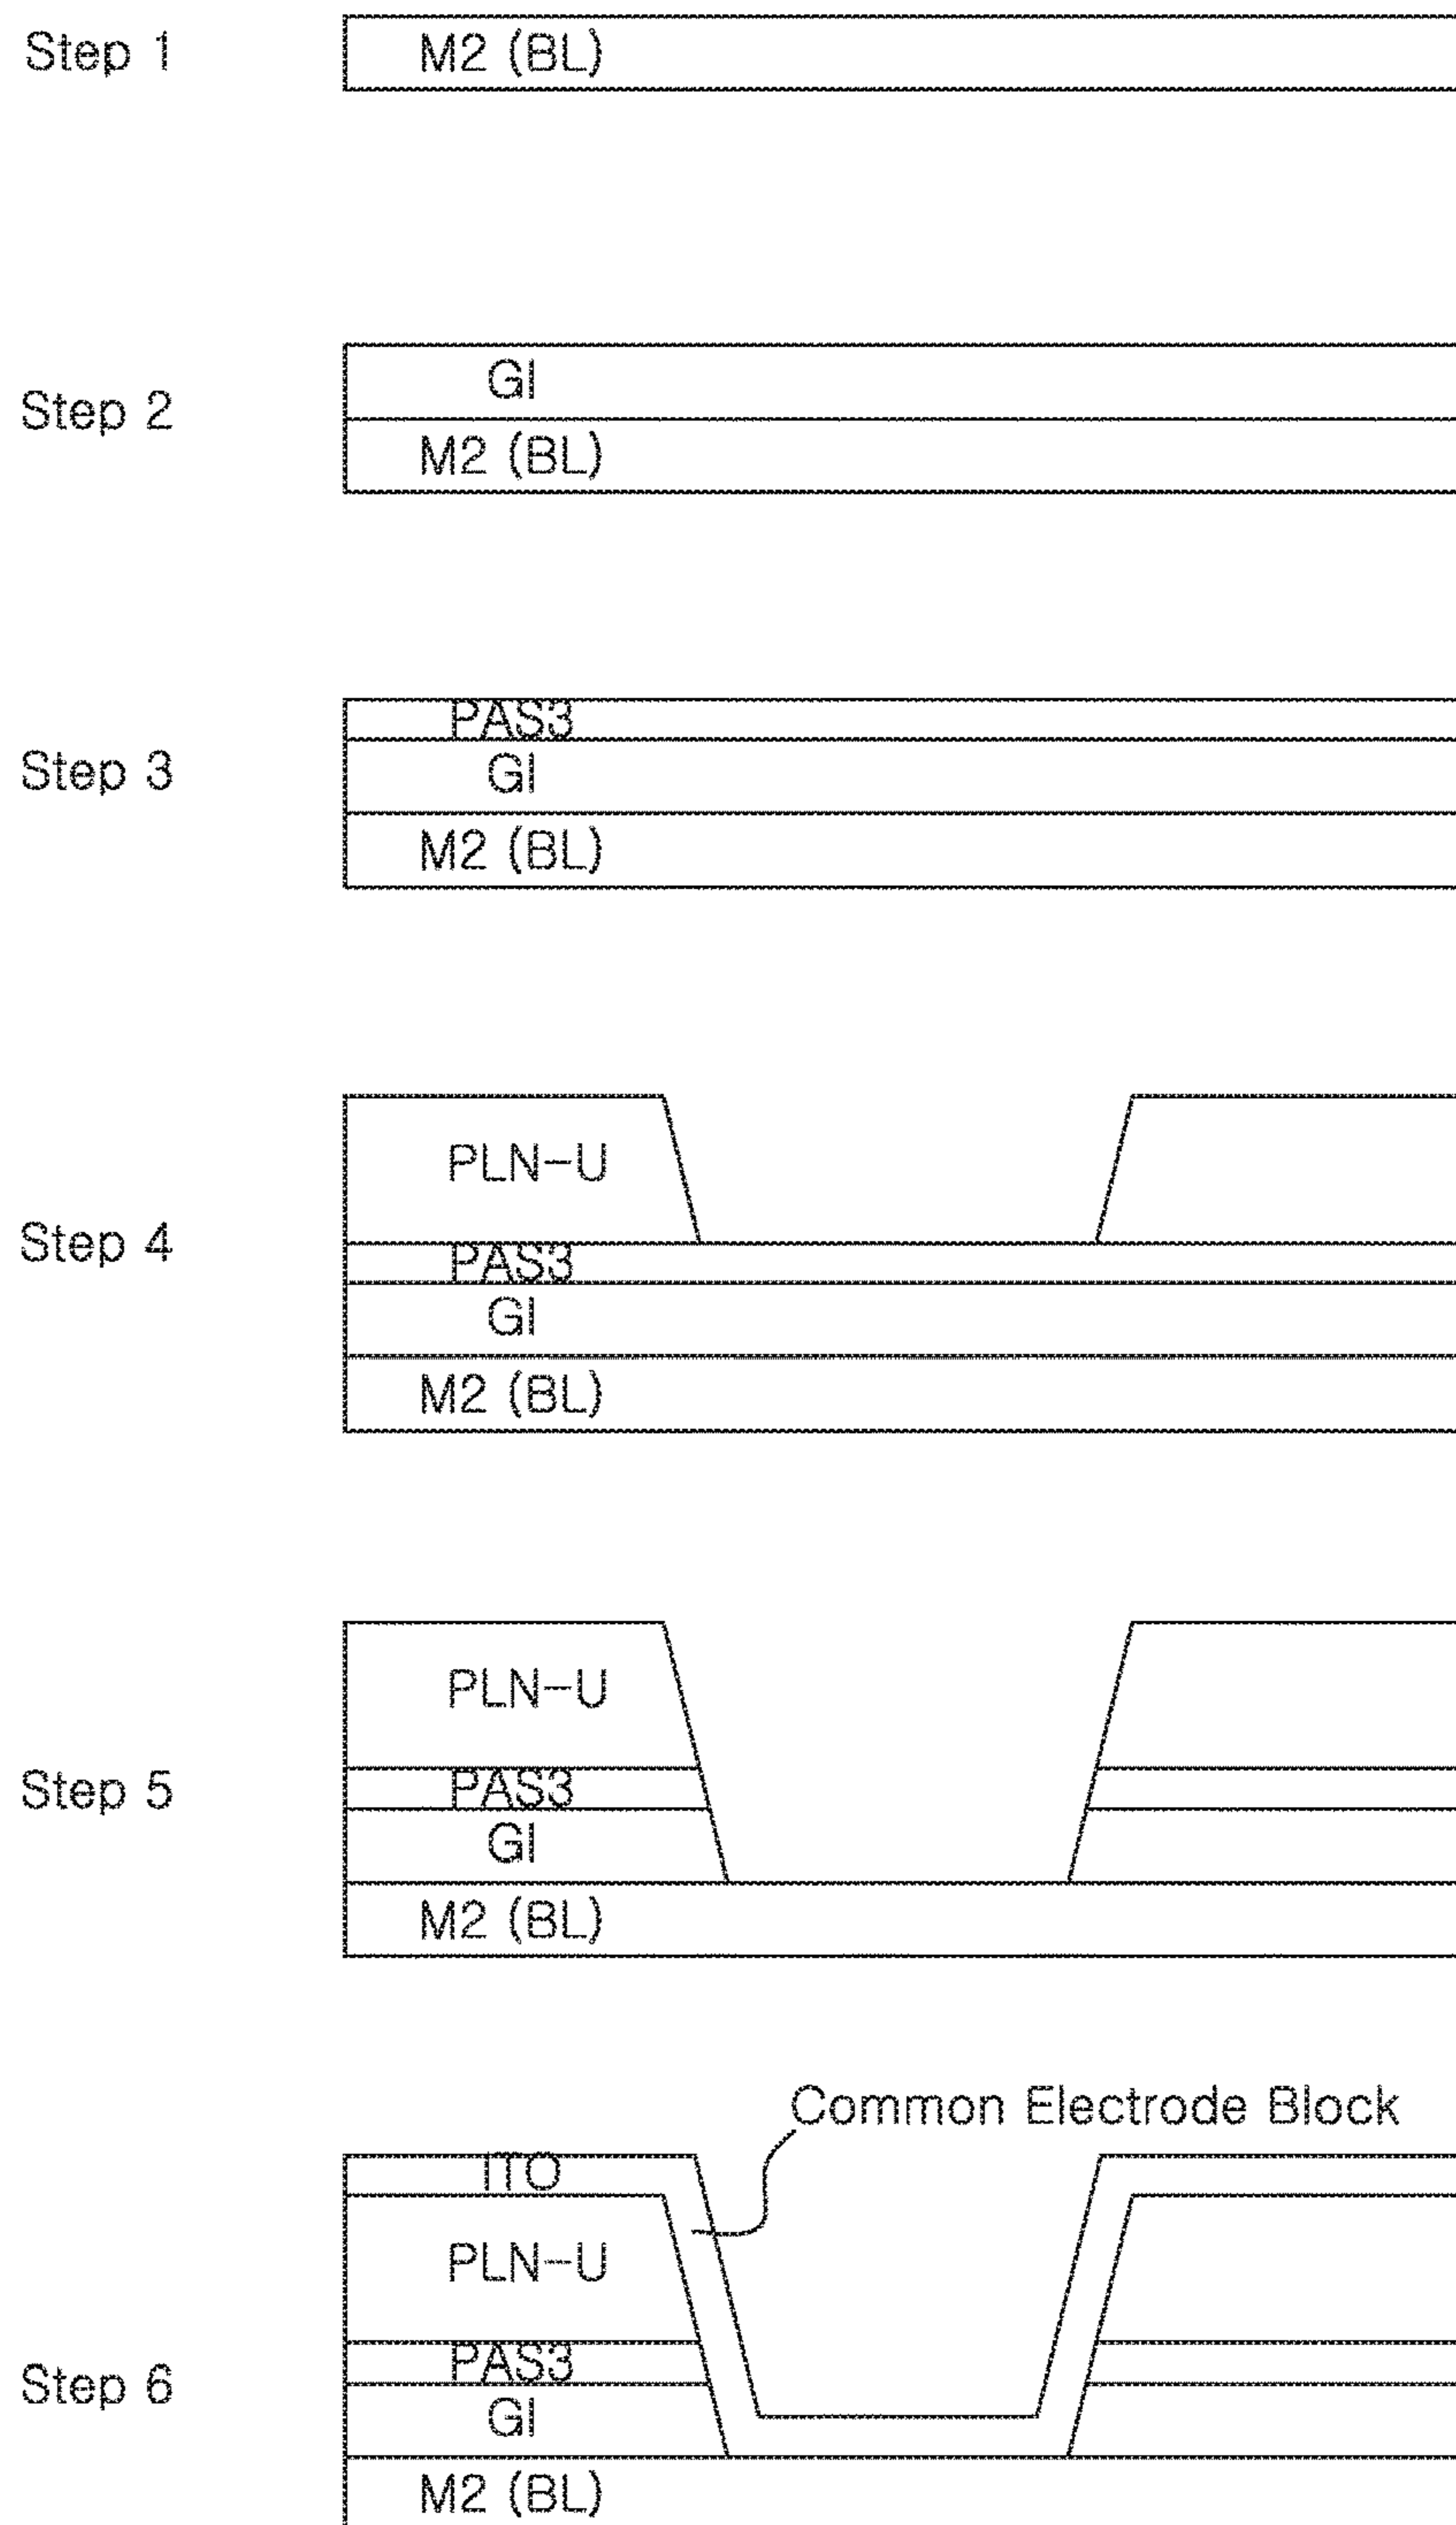 Step 1
M2 (BL)
Step 2
GI
M2 (BL)
Step 3
PAS3
GI
M2 (BL)
Step 4
PLN-U
PAS3
GI
M2 (BL)
Step 5
PLN-U
PAS3
GI
M2 (BL)
Common Electrode Block
Step 6
ITO
PLN-U
PAS3
GI
M2 (BL)